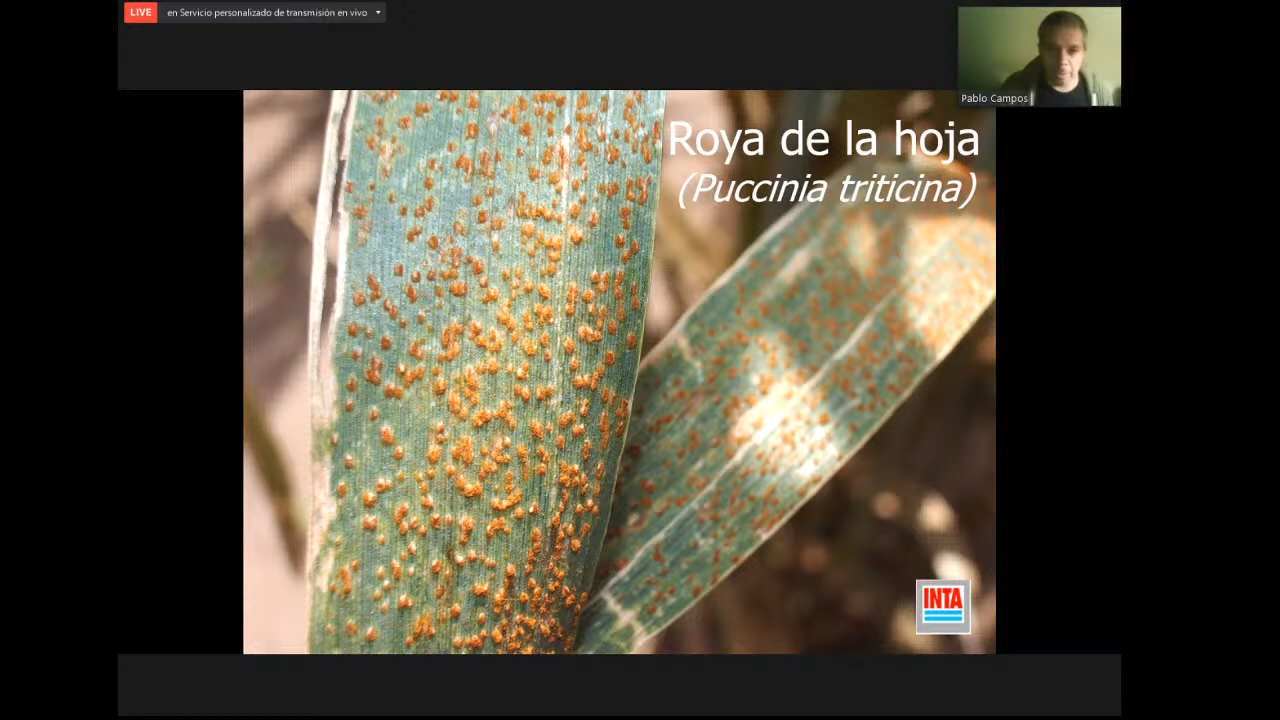 LIVE en Servicio personalizado de transmisión en vivo
Pablo Campos
Roya de la hoja
(Puccinia triticina)
INTA